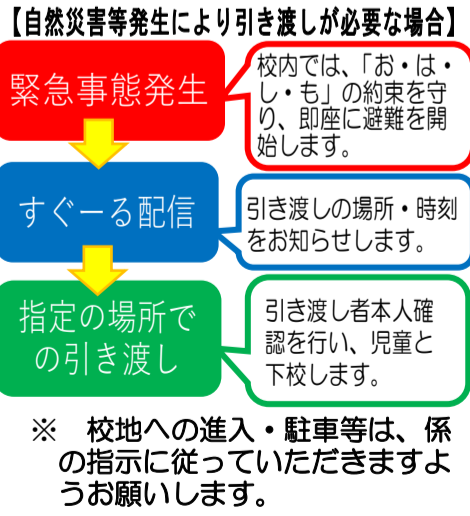 【自然災害等発生により引き渡しが必要な場合】
緊急事態発生
校内では、「お・は・
し・も」の約束を守
り、即座に避難を開
始します。
すぐーる配信
引き渡しの場所・時刻
をお知らせします。
指定の場所で
の引き渡し
引き渡し者本人確
認を行い、児童と
下校します。
※　校地への進入・駐車等は、係
の指示に従っていただきますよ
うお願いします。